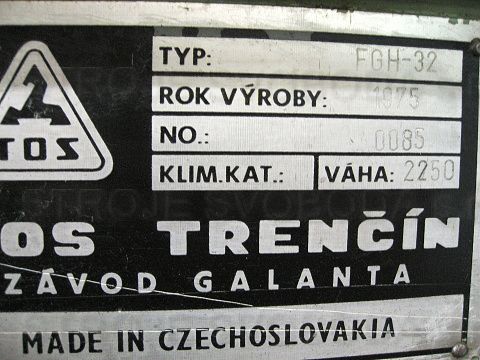 TYP: FGH-32
ROK VÝROBY: 1975
NO.: 0085
KLIM.KAT.: VÁHA: 2250
TOS
OS TRENČÍN
ZÁVOD GALANTA
MADE IN CZECHOSLOVAKIA